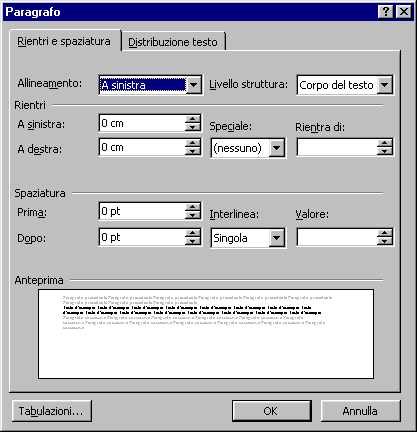 Paragrafo
Rientri e spaziatura Distribuzione testo
Allineamento: A sinistra Livello struttura: Corpo del testo
Rientri
A sinistra: 0 cm Speciale: Rientra di:
A destra: 0 cm (nessuno)
Spaziatura
Prima: 0 pt Interlinea: Valore:
Dopo: 0 pt Singola
Anteprima
Tabulazioni... OK Annulla